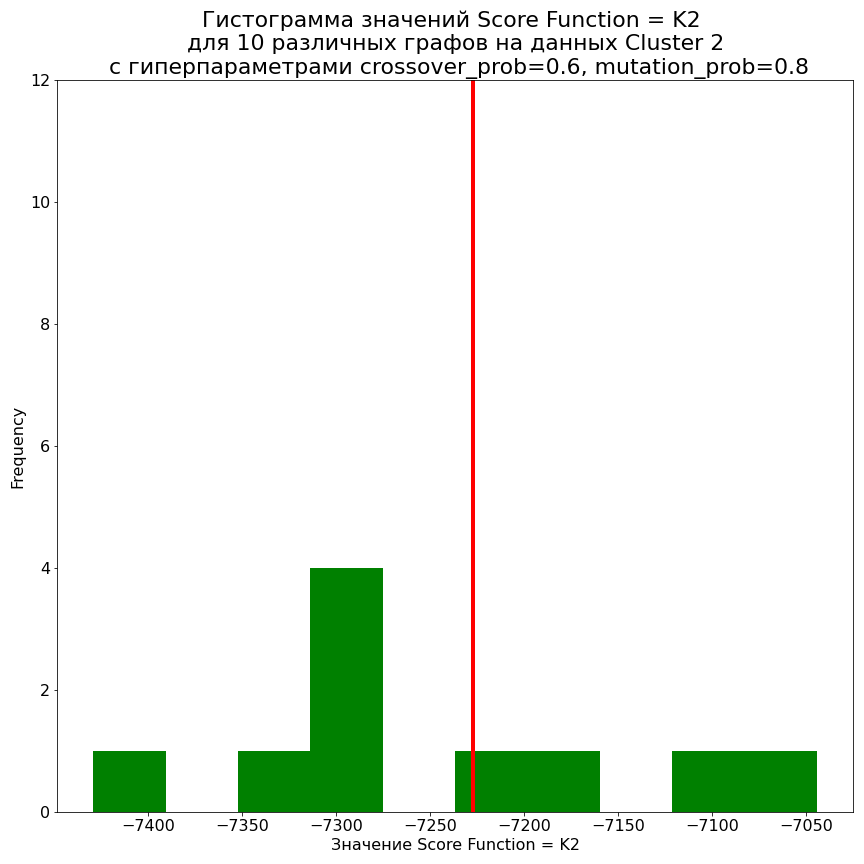 Гистограмма значений Score Function = K2
для 10 различных графов на данных Cluster 2
с гиперпараметрами crossover_prob=0.6, mutation_prob=0.8
12
10
8
6
4
2
0
Frequency
−7400 −7350 −7300 −7250 −7200 −7150 −7100 −7050
Значение Score Function = K2